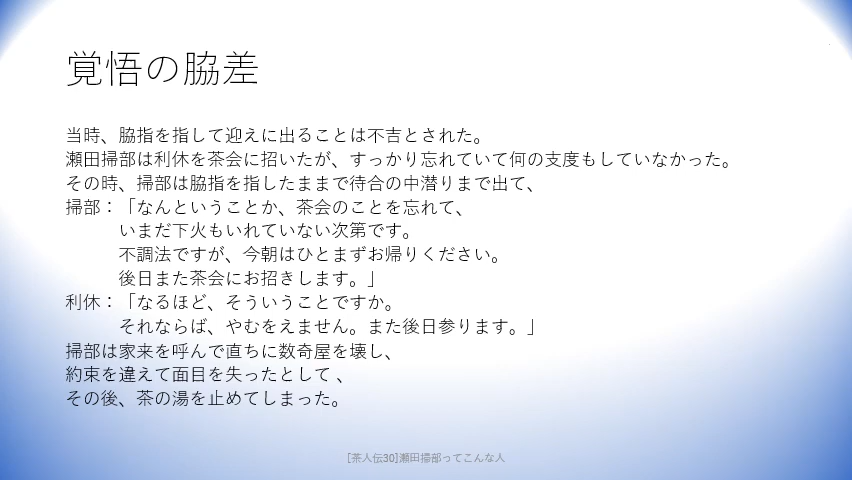 覚悟の脇差
当時、脇指を指して迎えに出ることは不吉とされた。
瀬田掃部は利休を茶会に招いたが、すっかり忘れていて何の支度もしていなかった。
その時、掃部は脇指を指したままで待合の中潜りまで出て、
掃部：「なんということか、茶会のことを忘れて、
いまだ下火もいれていない次第です。
不調法ですが、今朝はひとまずお帰りください。
後日また茶会にお招きします。」
利休：「なるほど、そういうことですか。
それならば、やむをえません。また後日参ります。」
掃部は家来を呼んで直ちに数奇屋を壊し、
約束を違えて面目を失ったとして 、
その後、茶の湯を止めてしまった。
[茶人伝30]瀬田掃部ってこんな人